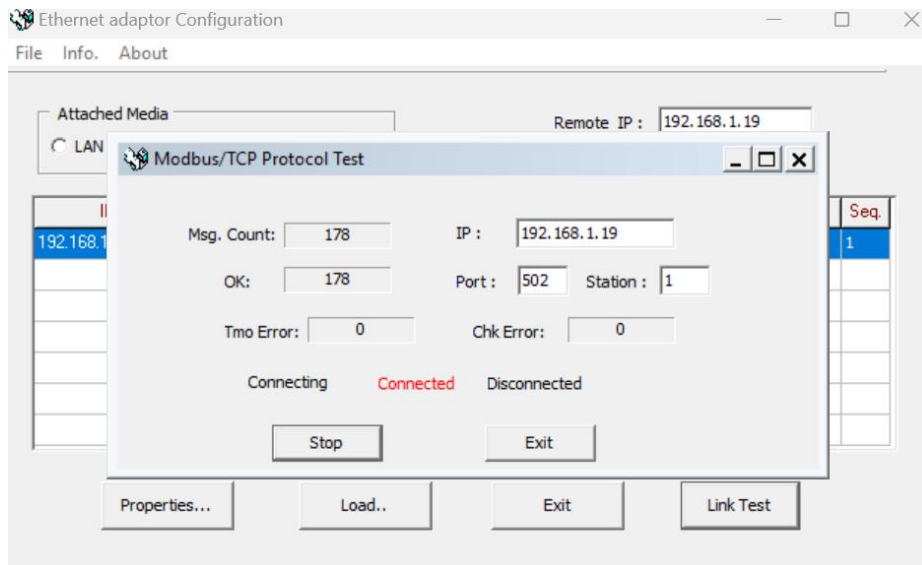 Ethernet adaptor Configuration
File Info. About
Attached Media
Remote IP : 192.168.1.19
LAN
Modbus/TCP Protocol Test
Seq.
192.168.1
1
Msg. Count: 178 IP : 192.168.1.19
OK: 178 Port : 502 Station : 1
Tmo Error: 0 Chk Error: 0
Connecting Connected Disconnected
Stop Exit
Properties... Load.. Exit Link Test